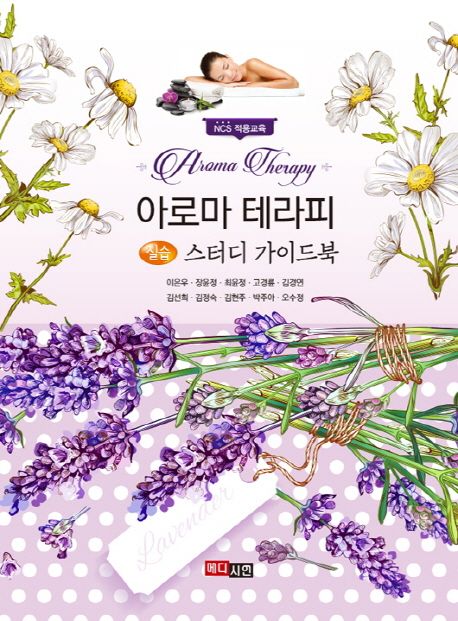 NCS 적용교육
Aroma Therapy
아로마 테라피
실습 스터디 가이드북
이은우 · 장윤정 · 최윤정 · 고경륜 · 김경연
김선희 · 김정숙 · 김현주 · 박주아 · 오수정
Lavender
메디시언